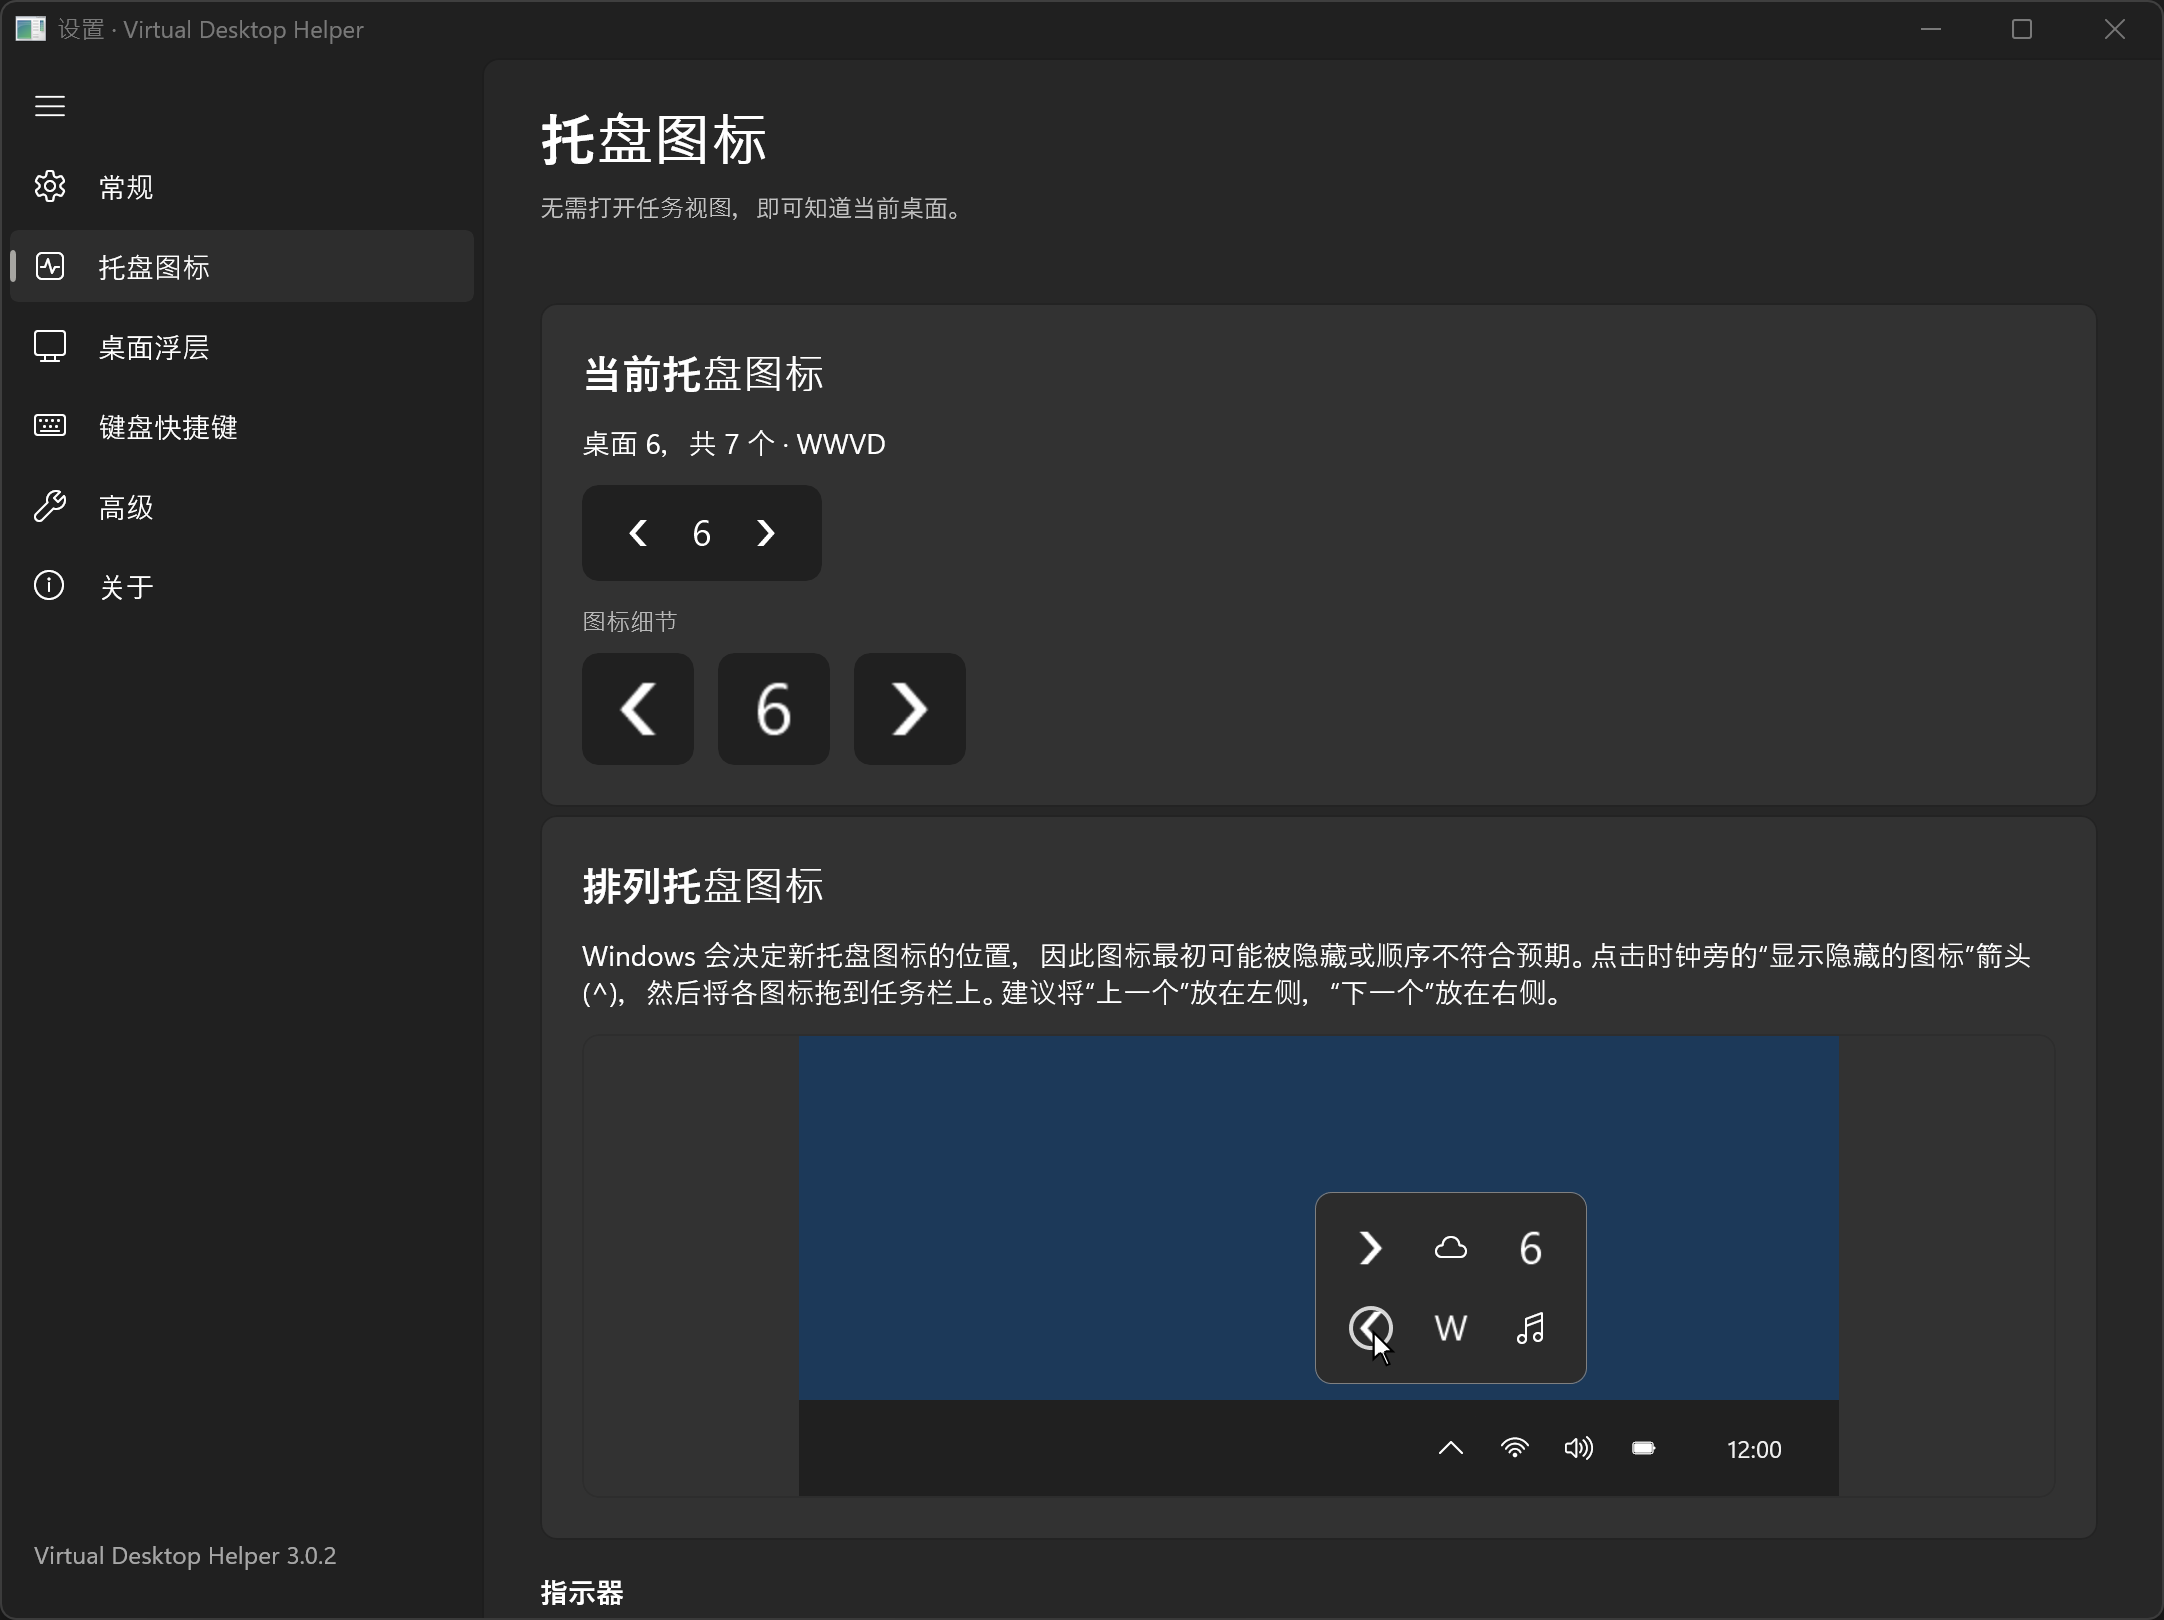 设置 · Virtual Desktop Helper
常规
托盘图标
桌面浮层
键盘快捷键
高级
关于
Virtual Desktop Helper 3.0.2
托盘图标
无需打开任务视图，即可知道当前桌面。
当前托盘图标
桌面 6，共 7 个 · WWVD
6
图标细节
6
排列托盘图标
Windows 会决定新托盘图标的位置，因此图标最初可能被隐藏或顺序不符合预期。点击时钟旁的“显示隐藏的图标”箭头
(^)，然后将各图标拖到任务栏上。建议将“上一个”放在左侧，“下一个”放在右侧。
6
W
12:00
指示器